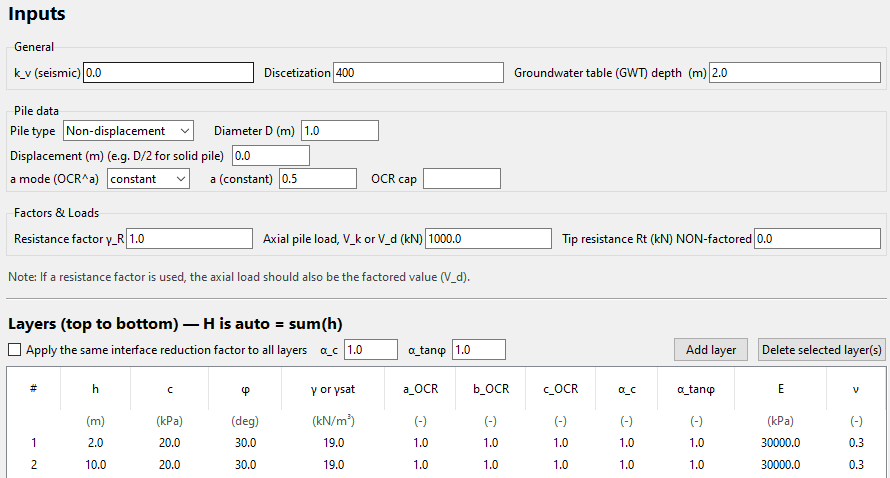 Inputs
General
k_v (seismic) 0.0 Discetization 400 Groundwater table (GWT) depth (m) 2.0
Pile data
Pile type Non-displacement Diameter D (m) 1.0
Displacement (m) (e.g. D/2 for solid pile) 0.0
a mode (OCR^a) constant a (constant) 0.5 OCR cap
Factors & Loads
Resistance factor γ_R 1.0 Axial pile load, V_k or V_d (kN) 1000.0 Tip resistance Rt (kN) NON-factored 0.0
Note: If a resistance factor is used, the axial load should also be the factored value (V_d).
Layers (top to bottom) — H is auto = sum(h)
Apply the same interface reduction factor to all layers α_c 1.0 α_tanφ 1.0 Add layer Delete selected layer(s)
# h c φ γ or γsat a_OCR b_OCR c_OCR α_c α_tanφ E ν
(m) (kPa) (deg) (kN/m³) (-) (-) (-) (-) (-) (kPa) (-)
1 2.0 20.0 30.0 19.0 1.0 1.0 1.0 1.0 1.0 30000.0 0.3
2 10.0 20.0 30.0 19.0 1.0 1.0 1.0 1.0 1.0 30000.0 0.3